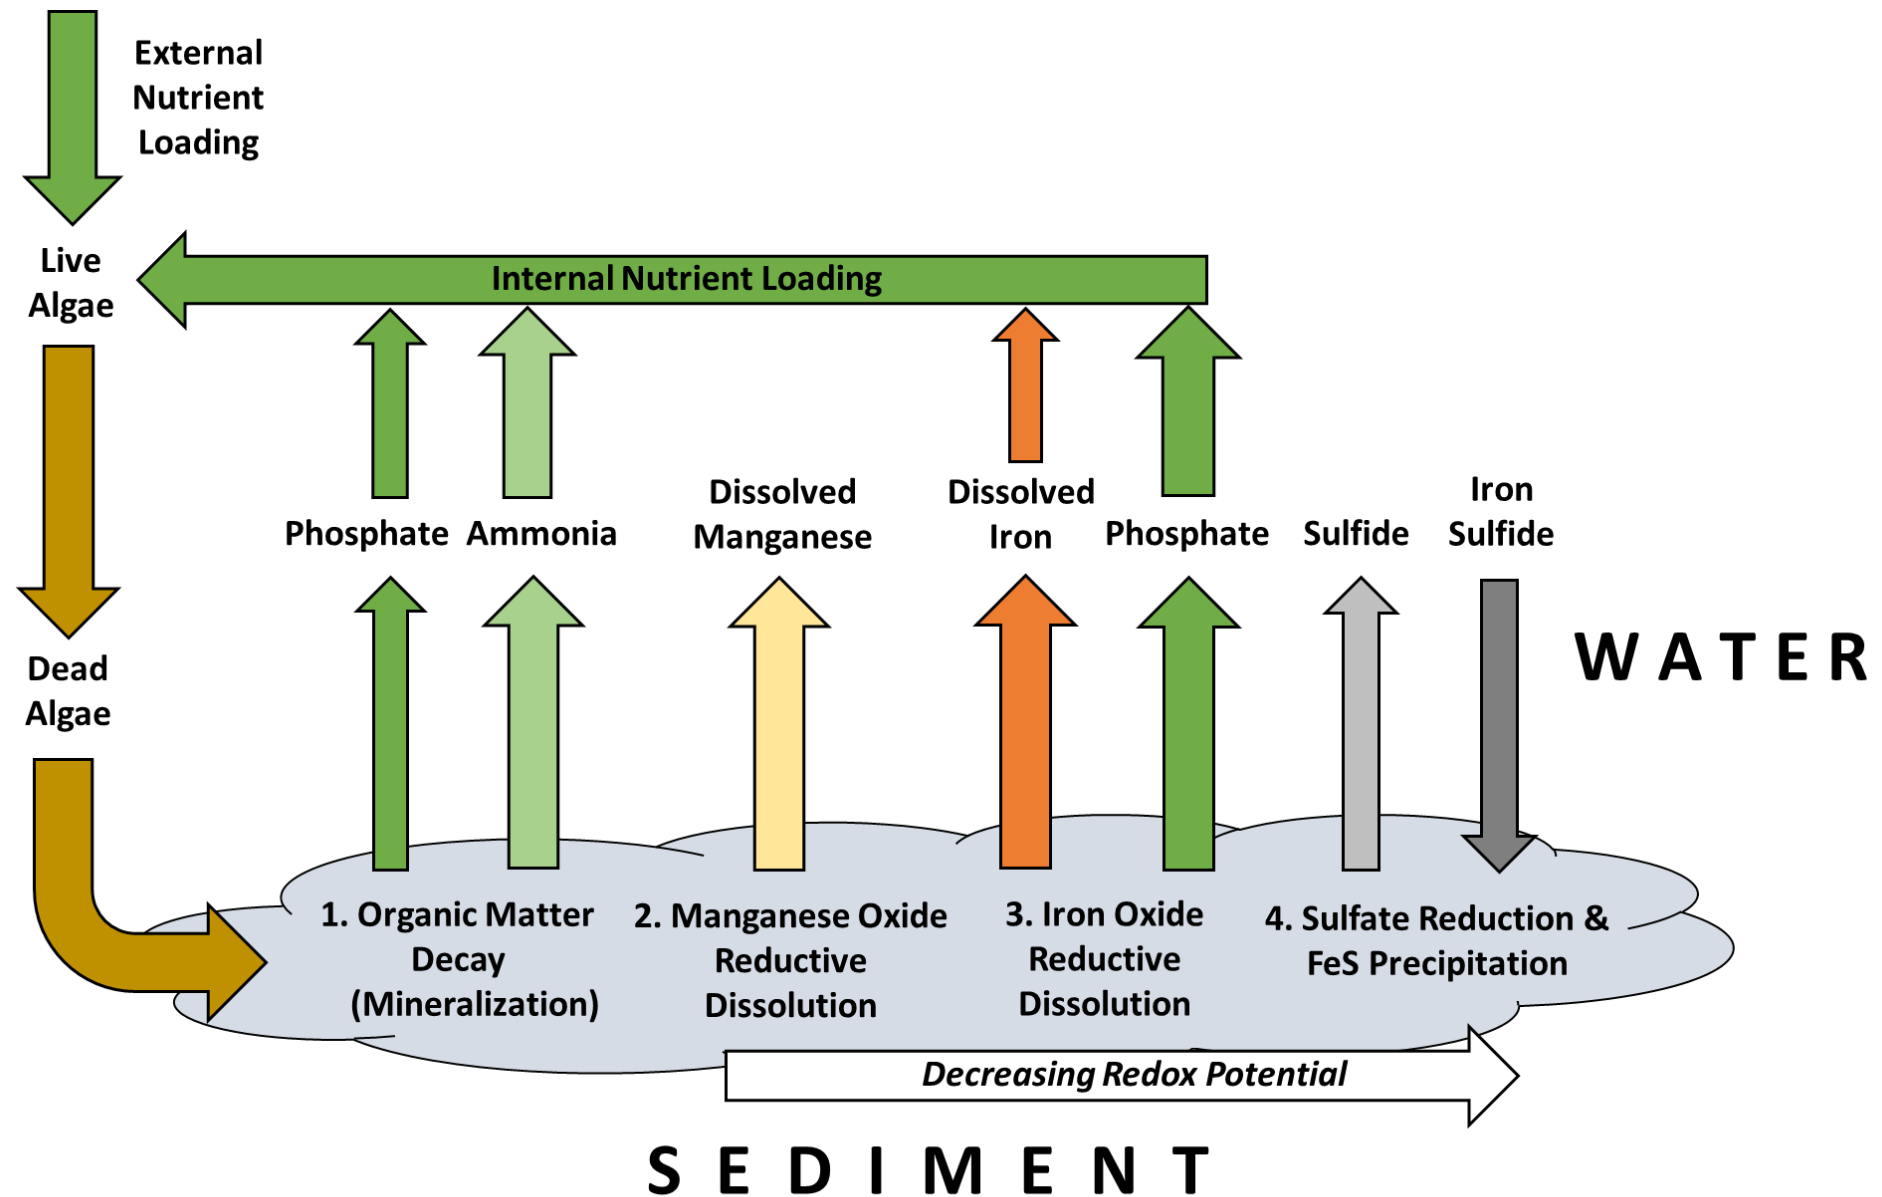 External
Nutrient
Loading
Live
Algae
Internal Nutrient Loading
Dead
Algae
Phosphate
Ammonia
Dissolved
Manganese
Dissolved
Iron
Phosphate
Sulfide
Iron
Sulfide
W A T E R
1. Organic Matter
Decay
(Mineralization)
2. Manganese Oxide
Reductive
Dissolution
3. Iron Oxide
Reductive
Dissolution
4. Sulfate Reduction &
FeS Precipitation
Decreasing Redox Potential
S E D I M E N T